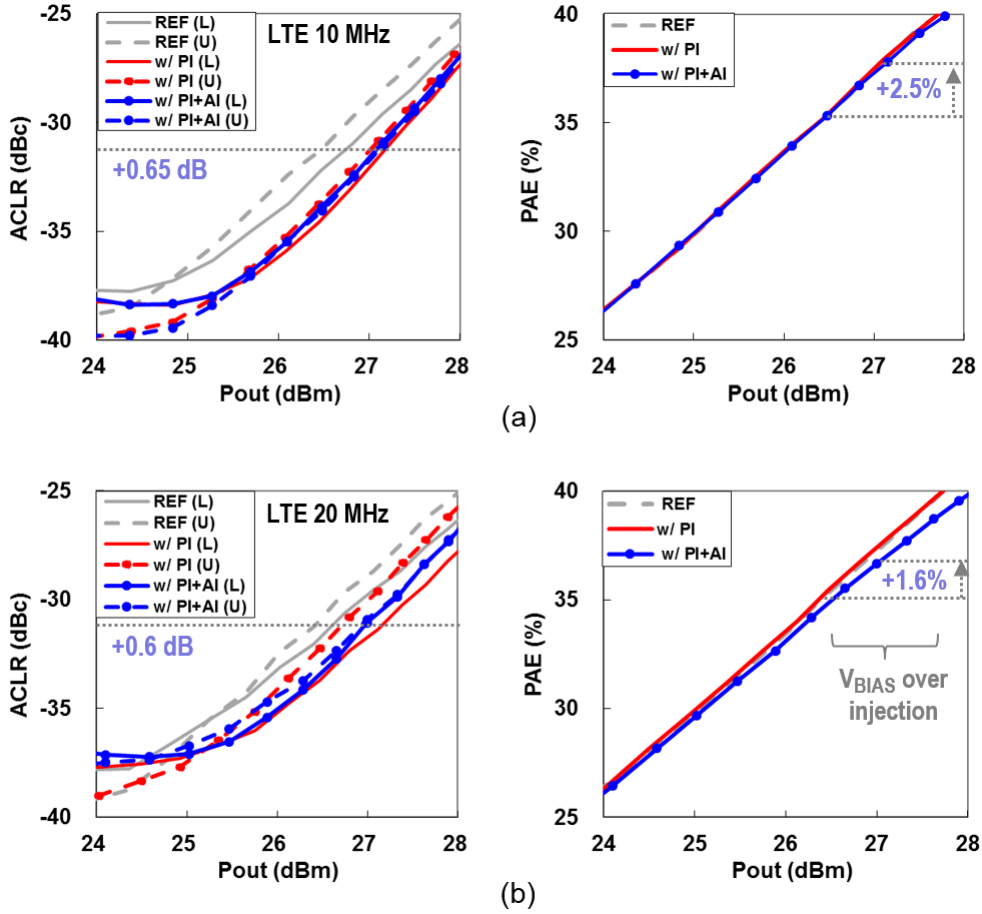 -25
-30
-35
-40
ACLR (dBc)
REF (L)
REF (U)
w/ PI (L)
w/ PI (U)
w/ PI+AI (L)
w/ PI+AI (U)
LTE 10 MHz
+0.65 dB
24 25 26 27 28
Pout (dBm)
40
35
30
25
PAE (%)
REF
w/ PI
w/ PI+AI
+2.5%
24 25 26 27 28
Pout (dBm)
(a)
-25
-30
-35
-40
ACLR (dBc)
REF (L)
REF (U)
w/ PI (L)
w/ PI (U)
w/ PI+AI (L)
w/ PI+AI (U)
LTE 20 MHz
+0.6 dB
24 25 26 27 28
Pout (dBm)
40
35
30
25
PAE (%)
REF
w/ PI
w/ PI+AI
+1.6%
VBIAS over
injection
24 25 26 27 28
Pout (dBm)
(b)